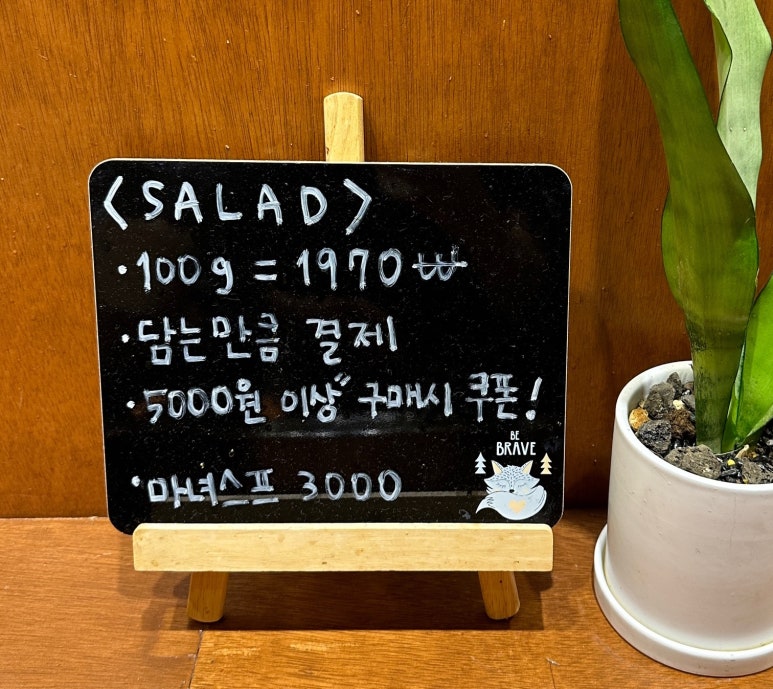 <SALAD>
·100g = 1970₩
·담는만큼 결제
·5000원 이상" 구매시 쿠폰!
·마녀스프 3000
BE
BRAVE